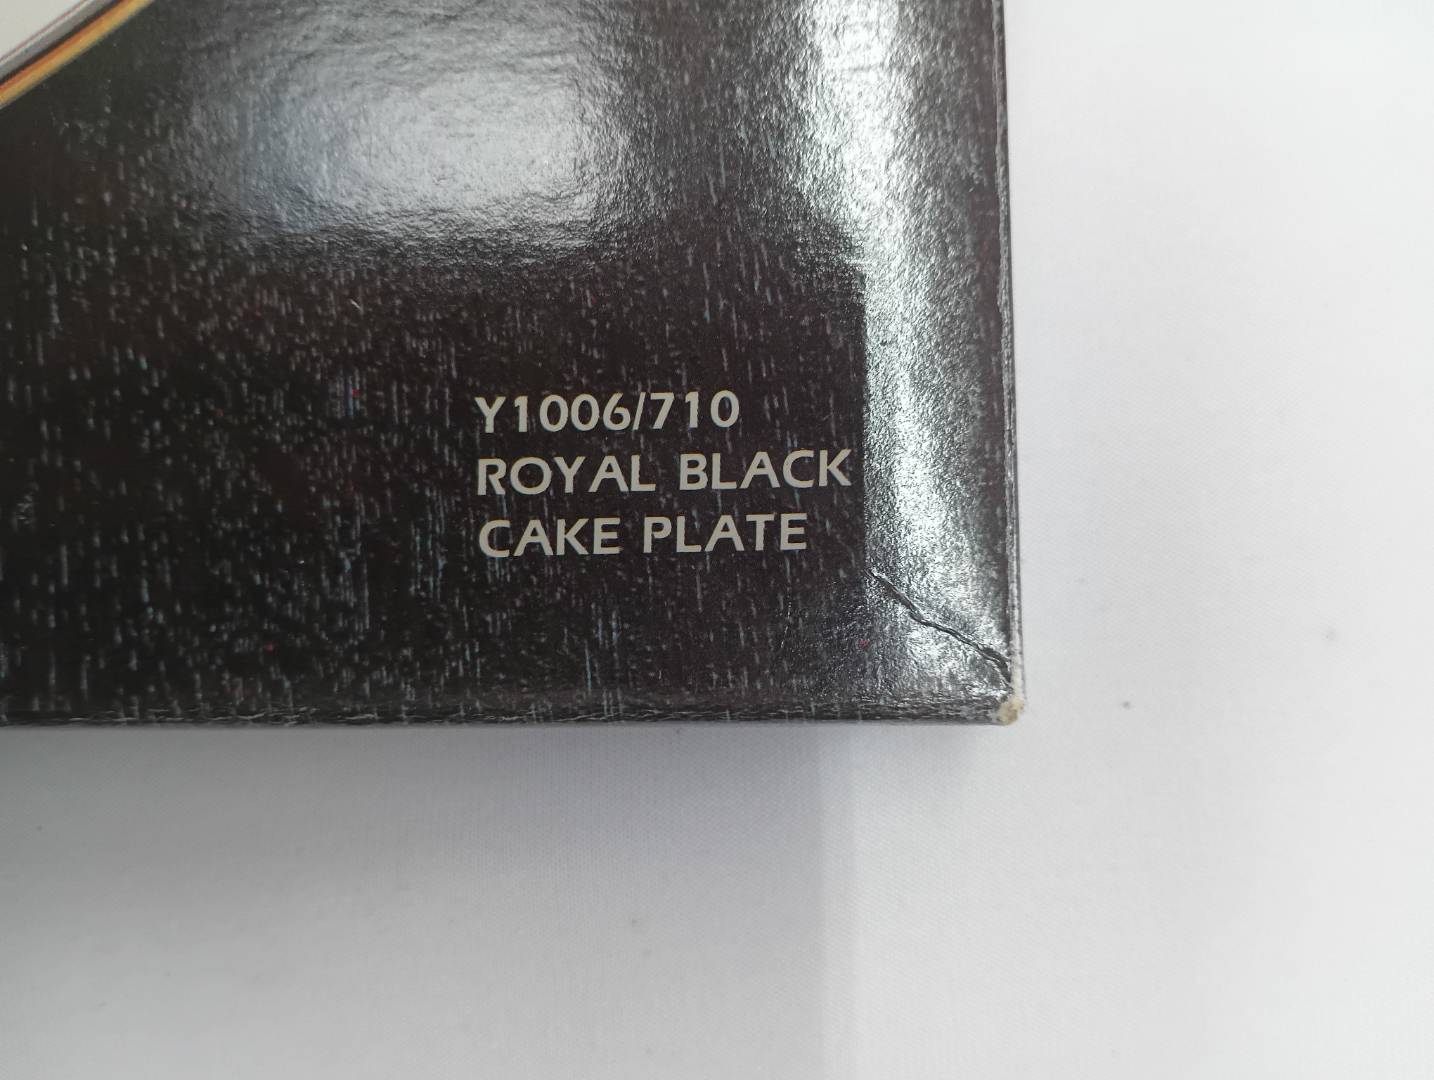 Y1006/710
ROYAL BLACK
CAKE PLATE